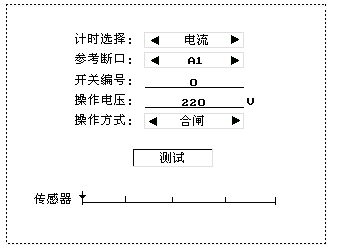 计时选择： 电流
参考断口： A1
开关编号： 0
操作电压： 220 V
操作方式： 合闸
测试
传感器